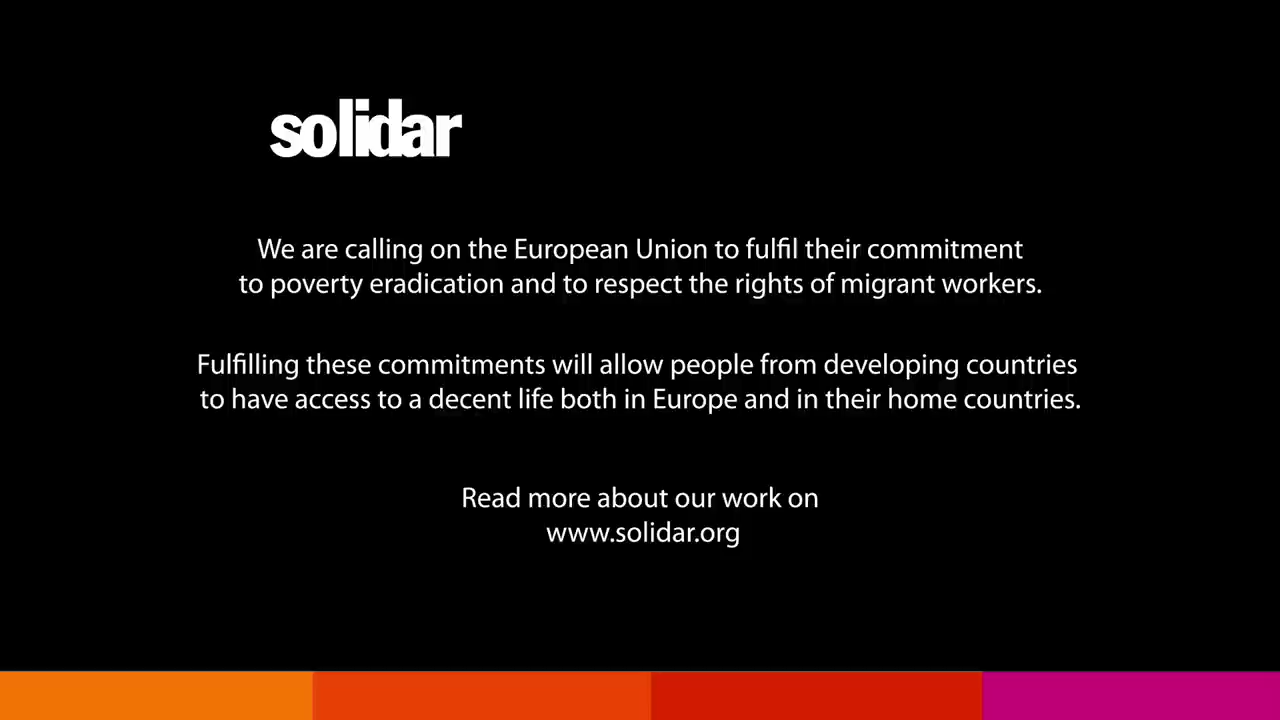 solidar
We are calling on the European Union to fulfil their commitment
to poverty eradication and to respect the rights of migrant workers.
Fulfilling these commitments will allow people from developing countries
to have access to a decent life both in Europe and in their home countries.
Read more about our work on
www.solidar.org